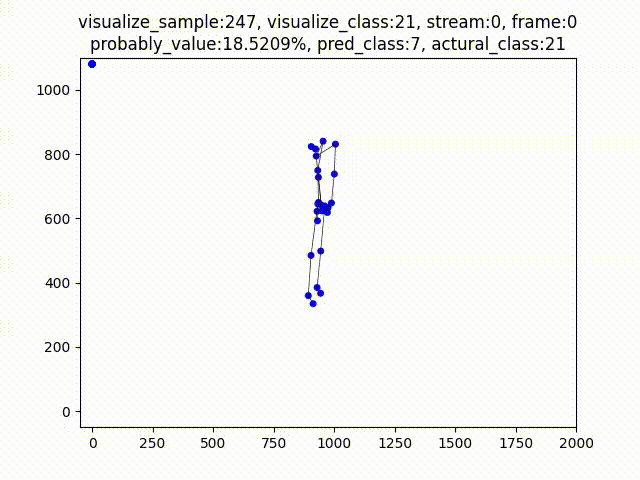 visualize_sample:247, visualize_class:21, stream:0, frame:0
probably_value:18.5209%, pred_class:7, actural_class:21
1000
800
600
400
200
0
0 250 500 750 1000 1250 1500 1750 2000